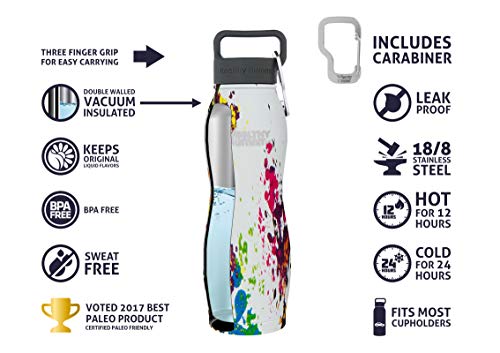 THREE FINGER GRIP
FOR EASY CARRYING
DOUBLE WALLED
VACUUM
INSULATED
KEEPS
ORIGINAL
LIQUID FLAVORS
BPA
FREE
BPA FREE
SWEAT
FREE
VOTED 2017 BEST
PALEO PRODUCT
CERTIFIED PALEO FRIENDLY
HEALTHY
HUMAN
INCLUDES
CARABINER
LEAK
PROOF
18/8
STAINLESS
STEEL
12
HOURS
HOT
FOR 12
HOURS
24
HOURS
COLD
FOR 24
HOURS
FITS MOST
CUPHOLDERS